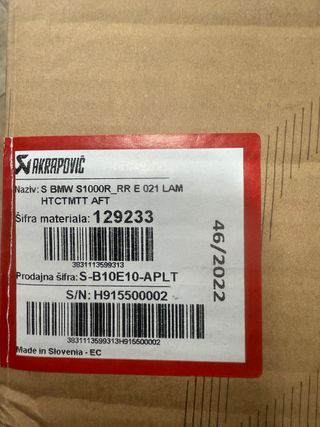 AKRAPOVIČ
Naziv: S BMW S1000R_RR E 021 LAM
HTCTMTT AFT
Šifra materiala: 129233
3831113599313
Prodajna šifra: S-B10E10-APLT
S/N: H915500002
3831113599313H915500002
Made in Slovenia - EC
46/2022